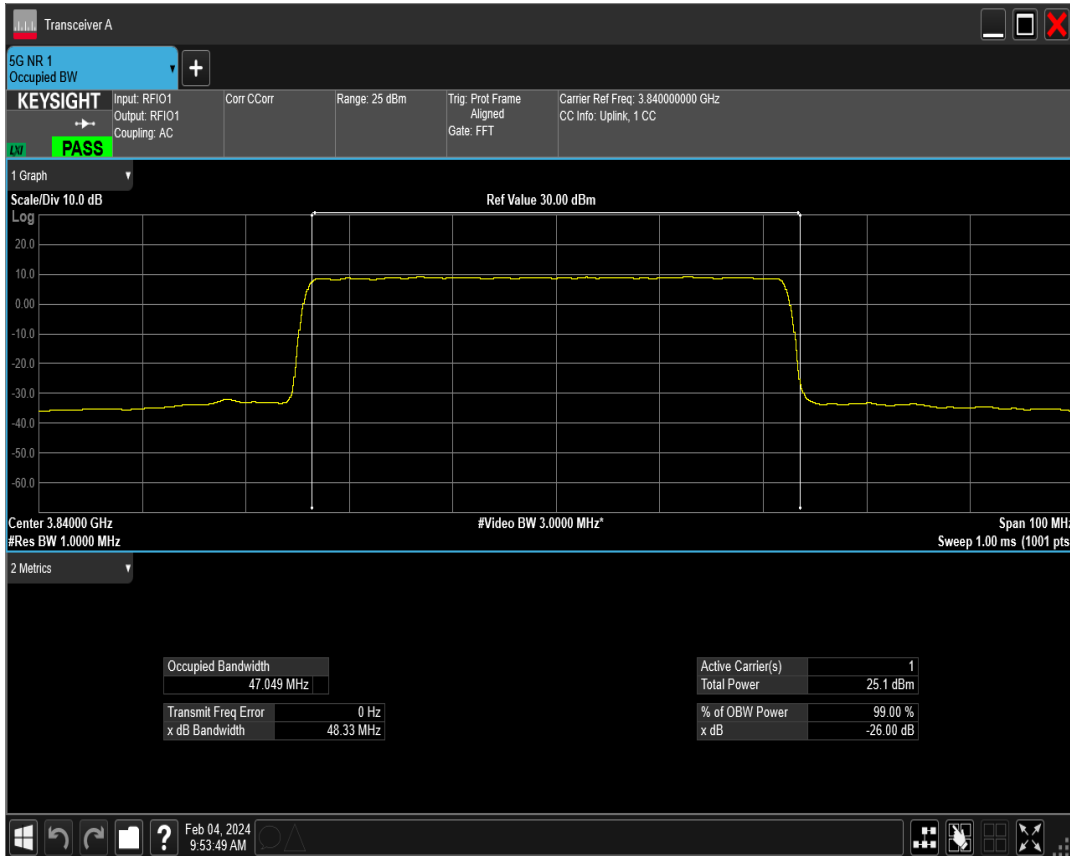 Transceiver A
5G NR 1
Occupied BW
KEYSIGHT
LXI
PASS
Input: RFIO1
Output: RFIO1
Coupling: AC
Corr CCorr
Range: 25 dBm
Trig: Prot Frame
Aligned
Gate: FFT
Carrier Ref Freq: 3.840000000 GHz
CC Info: Uplink, 1 CC
1 Graph
Scale/Div 10.0 dB
Ref Value 30.00 dBm
Log
20.0
10.0
0.00
-10.0
-20.0
-30.0
-40.0
-50.0
-60.0
Center 3.84000 GHz
#Video BW 3.0000 MHz*
Span 100 MHz
#Res BW 1.0000 MHz
Sweep 1.00 ms (1001 pts
2 Metrics
Occupied Bandwidth
47.049 MHz
Transmit Freq Error 0 Hz
x dB Bandwidth 48.33 MHz
Active Carrier(s) 1
Total Power 25.1 dBm
% of OBW Power 99.00 %
x dB -26.00 dB
?
Feb 04, 2024
9:53:49 AM